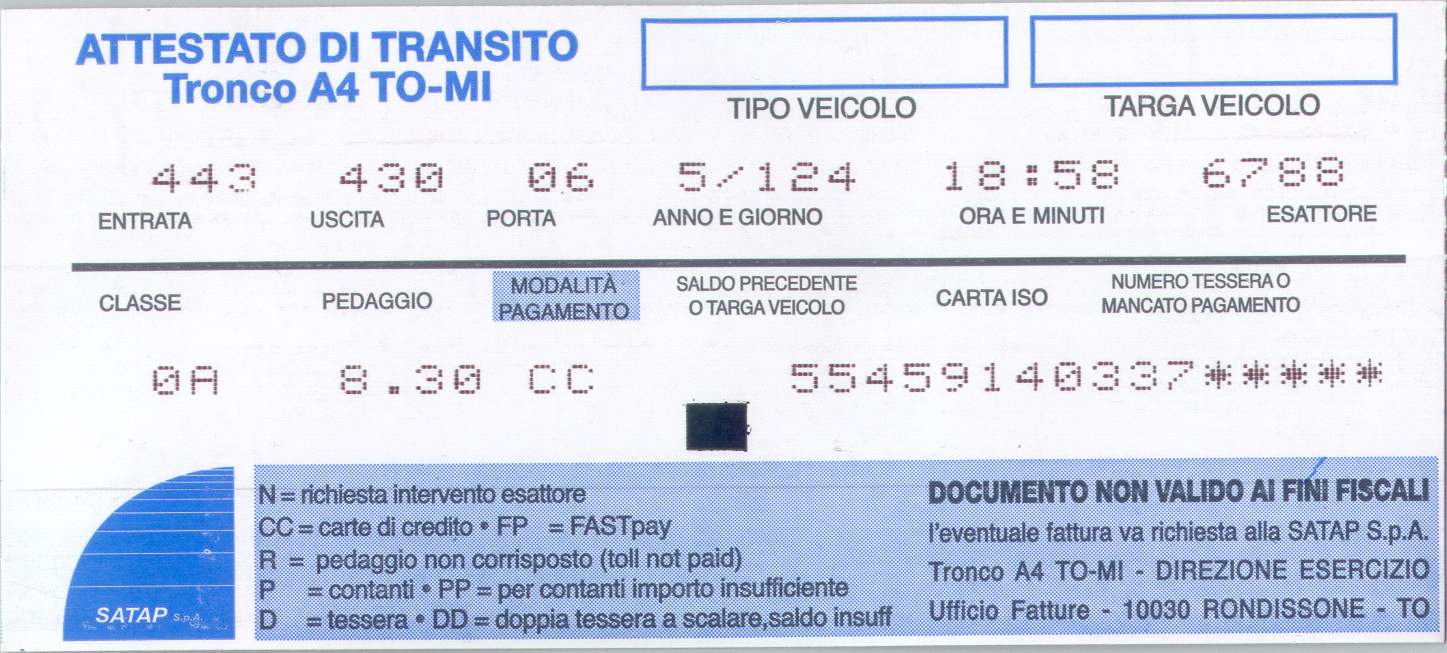 ATTESTATO DI TRANSITO
Tronco A4 TO-MI
TIPO VEICOLO
TARGA VEICOLO
443 430 06 5/124 18:58 6788
ENTRATA USCITA PORTA ANNO E GIORNO ORA E MINUTI ESATTORE
CLASSE PEDAGGIO MODALITÀ PAGAMENTO SALDO PRECEDENTE O TARGA VEICOLO CARTA ISO NUMERO TESSERA O MANCATO PAGAMENTO
0A 8.30 CC 55459140337*****
N = richiesta intervento esattore
CC = carte di credito • FP = FASTpay
R = pedaggio non corrisposto (toll not paid)
P = contanti • PP = per contanti importo insufficiente
D = tessera • DD = doppia tessera a scalare,saldo insuff
DOCUMENTO NON VALIDO AI FINI FISCALI
l'eventuale fattura va richiesta alla SATAP S.p.A.
Tronco A4 TO-MI - DIREZIONE ESERCIZIO
Ufficio Fatture - 10030 RONDISSONE - TO
SATAP S.p.A.